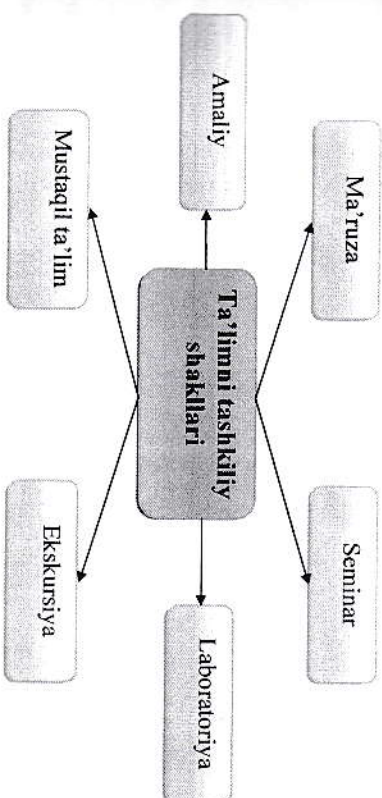 Ma'ruza
Seminar
Amaliy
Ta'limni tashkiliy
shakllari
Laboratoriya
Mustaqil ta'lim
Ekskursiya